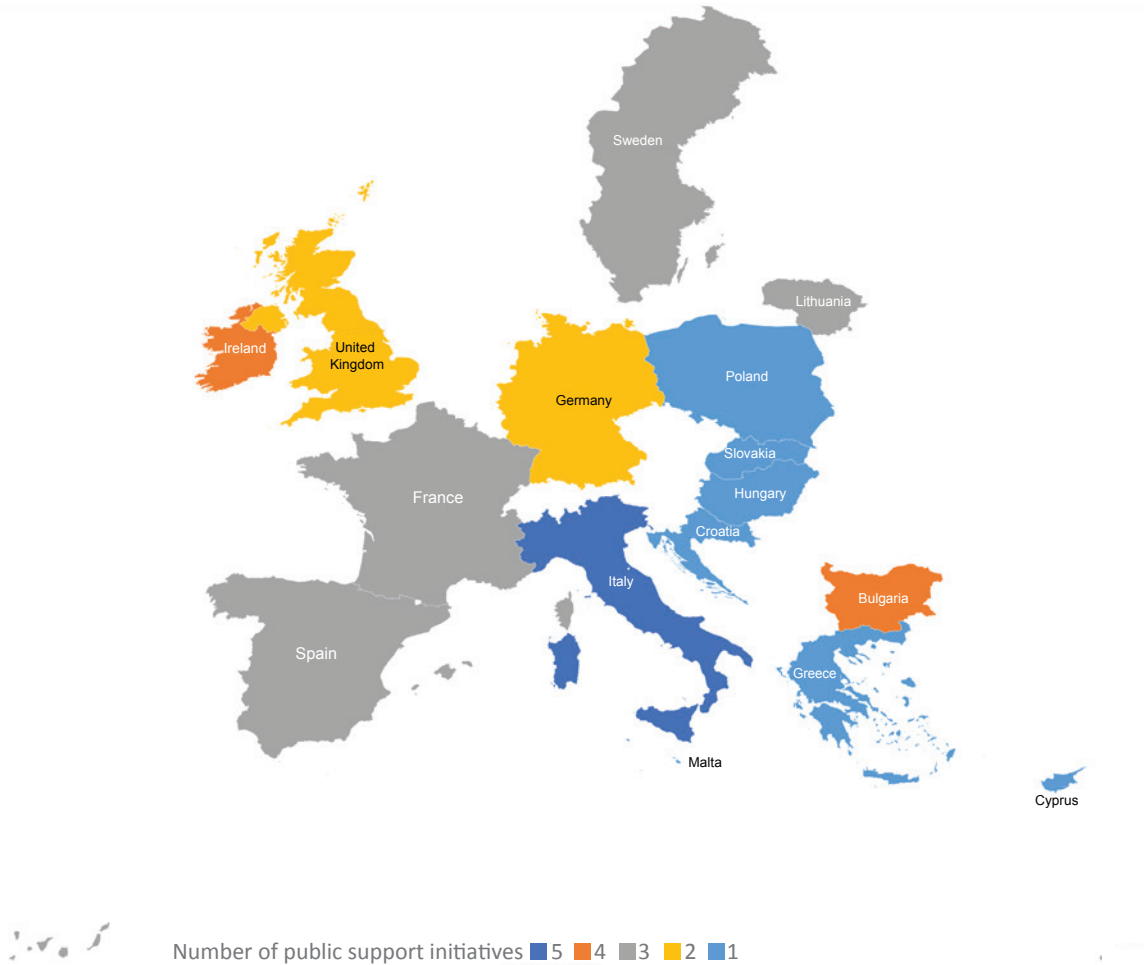 Sweden
Lithuania
Ireland
United
Kingdom
Poland
Germany
Slovakia
Hungary
France
Croatia
Italy
Bulgaria
Spain
Greece
Malta
Cyprus
Number of public support initiatives 5 4 3 2 1